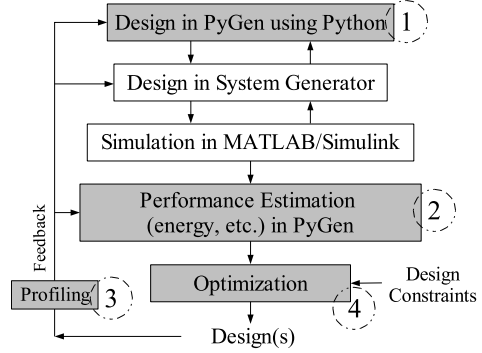 Design in PyGen using Python
1
Design in System Generator
Simulation in MATLAB/Simulink
Performance Estimation
(energy, etc.) in PyGen
2
Feedback
Optimization
Design
Constraints
Profiling
3
4
Design(s)